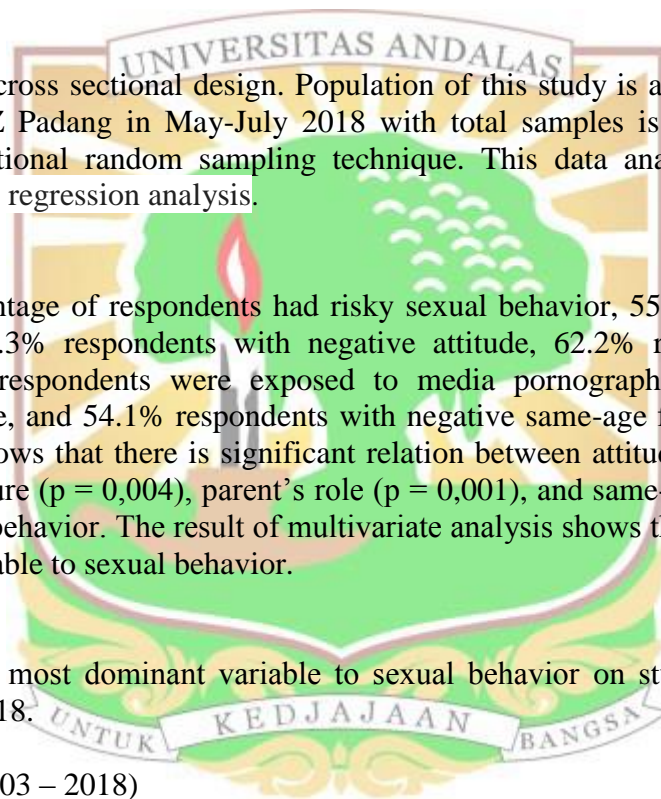 UNIVERSITAS ANDALAS
cross sectional design. Population of this study is a
Z Padang in May-July 2018 with total samples is
tional random sampling technique. This data ana
regression analysis.
ntage of respondents had risky sexual behavior, 55
.3% respondents with negative attitude, 62.2% r
respondents were exposed to media pornograph
e, and 54.1% respondents with negative same-age f
ows that there is significant relation between attitud
ure (p = 0,004), parent's role (p = 0,001), and same-
behavior. The result of multivariate analysis shows th
able to sexual behavior.
most dominant variable to sexual behavior on st
18.
UNTUK KEDJAJAAN BANGSA
03 – 2018)